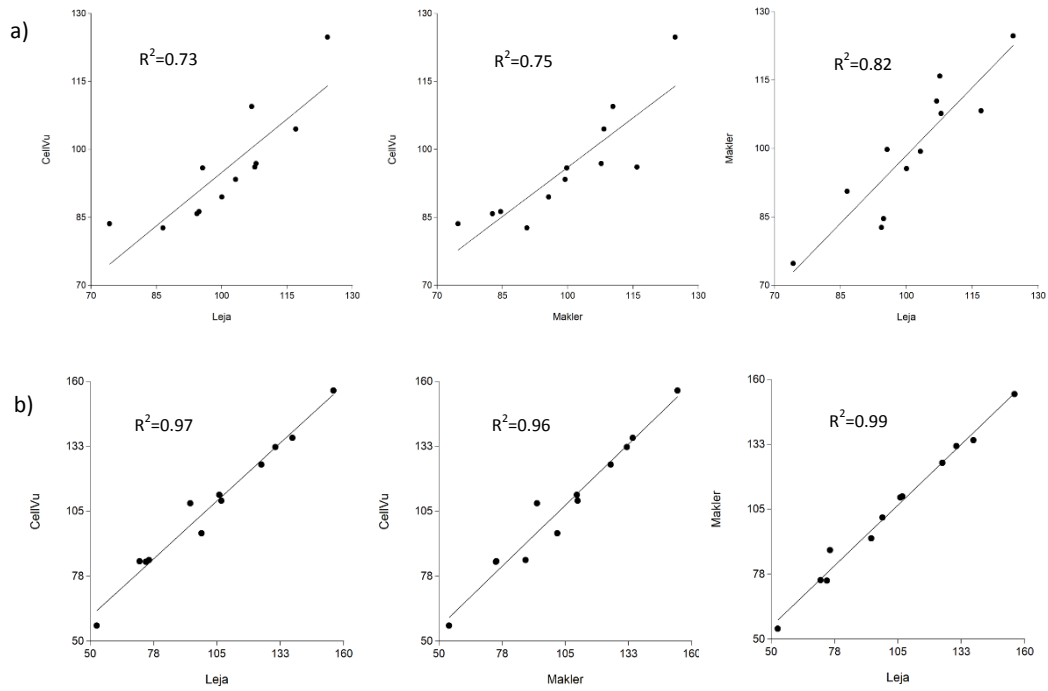 a)
R²=0.73
CellVu
130
115
100
85
70
70 85 100 115 130
Leja
R²=0.75
CellVu
130
115
100
85
70
70 85 100 115 130
Makler
R²=0.82
Makler
130
115
100
85
70
70 85 100 115 130
Leja
b)
R²=0.97
CellVu
160
133
105
78
50
50 78 105 133 160
Leja
R²=0.96
CellVu
160
133
105
78
50
50 78 105 133 160
Makler
R²=0.99
Makler
160
133
105
78
50
50 78 105 133 160
Leja